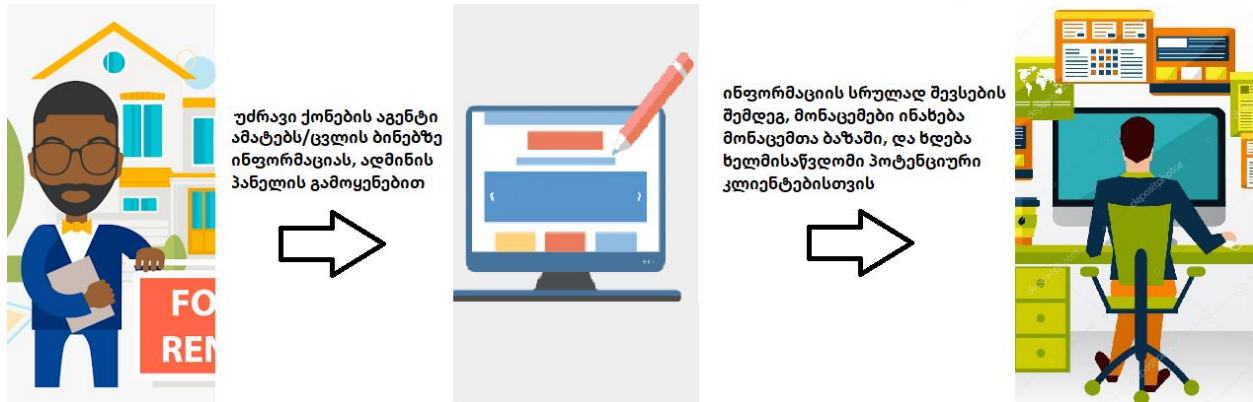 უძრავი ქონების აგენტი
ამატებს/ცვლის ბინებზე
ინფორმაციას, ადმინის
პანელის გამოყენებით
ინფორმაციის სრულად შევსების
შემდეგ, მონაცემები ინახება
მონაცემთა ბაზაში, და ხდება
ხელმისაწვდომი პოტენციური
კლიენტებისთვის
FO
REN
depositphotos